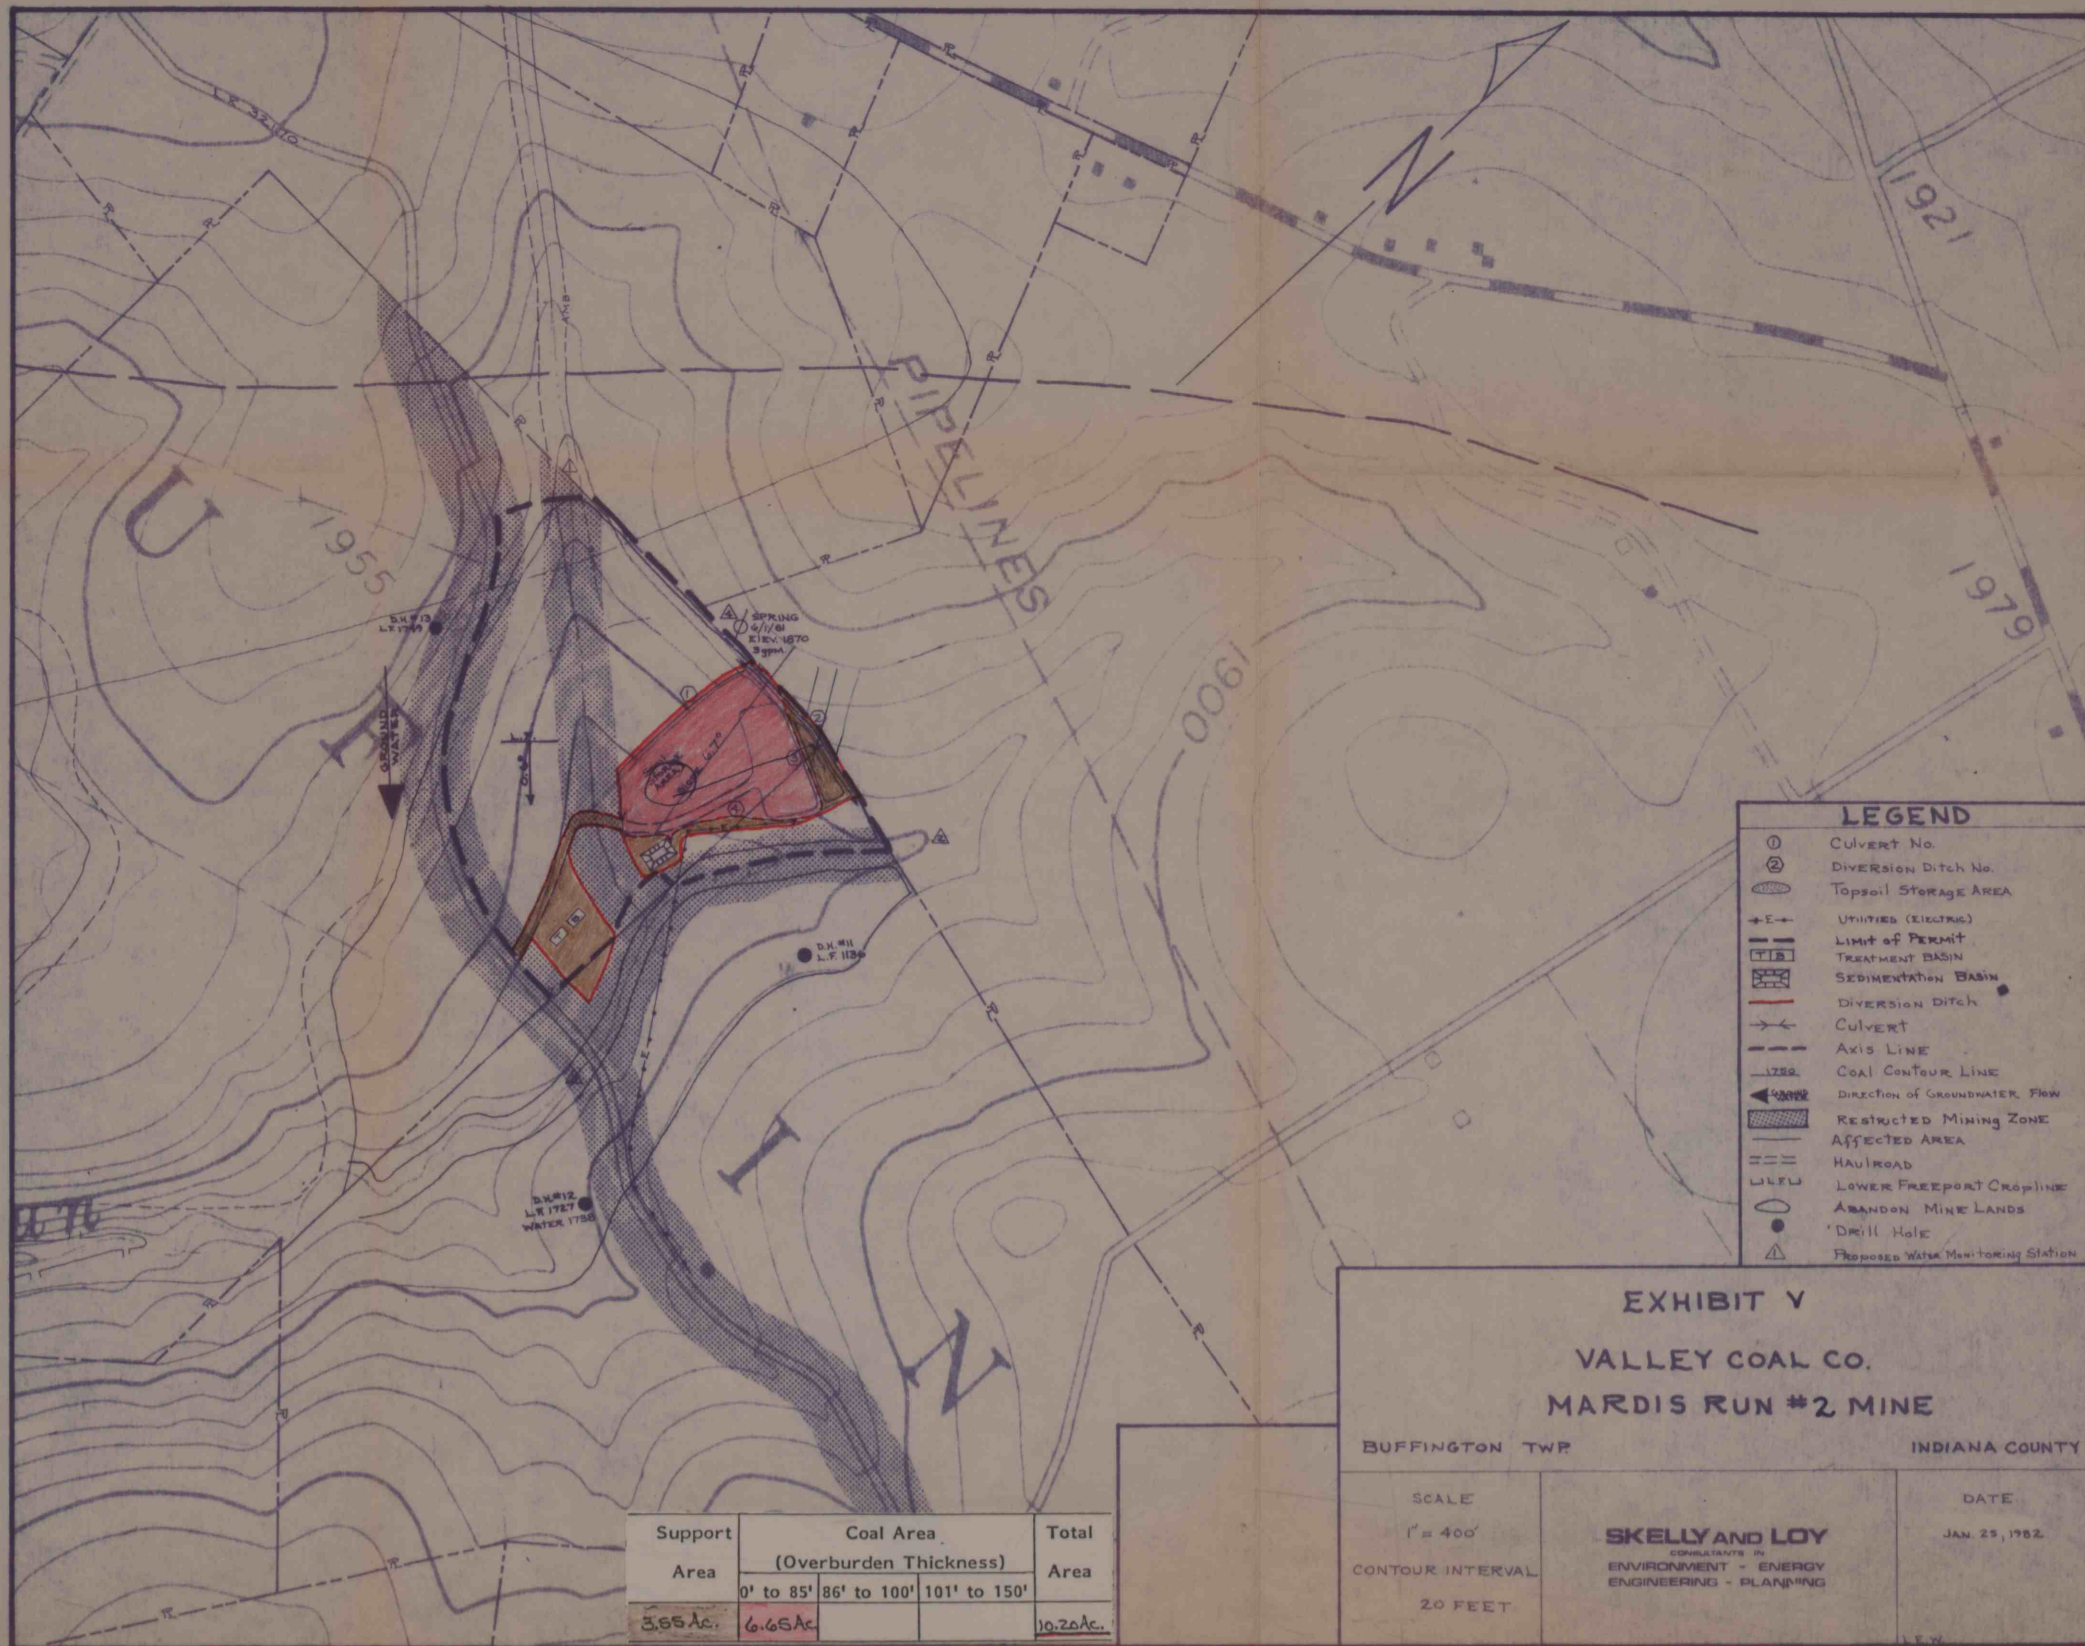 L.R. 32170
1921
PIPELINES
1955
1979
1900
U
D.H. #13
SPRING
ELEV. 1870
3 gpm
GROUND
WATER
D.H. #11
L.F. 1136
I
D.H. #12
L.F. 1727
WATER 1738
N
LEGEND
1 Culvert No.
2 Diversion Ditch No.
Topsoil Storage Area
E Utilities (Electric)
Limit of Permit
T B Treatment Basin
Sedimentation Basin
Diversion Ditch
Culvert
Axis Line
1750 Coal Contour Line
Direction of Groundwater Flow
Restricted Mining Zone
Affected Area
Haulroad
Lower Freeport Cropline
Abandon Mine Lands
Drill Hole
1 Proposed Water Monitoring Station
EXHIBIT V
VALLEY COAL CO.
MARDIS RUN #2 MINE
BUFFINGTON TWP. INDIANA COUNTY
SCALE
1" = 400'
CONTOUR INTERVAL
20 FEET
SKELLY AND LOY
CONSULTANTS IN
ENVIRONMENT - ENERGY
ENGINEERING - PLANNING
DATE
JAN. 25, 1982
Support Area
Coal Area
(Overburden Thickness)
Total Area
0' to 85' 86' to 100' 101' to 150'
3.55 Ac. 6.65 Ac. 10.20 Ac.